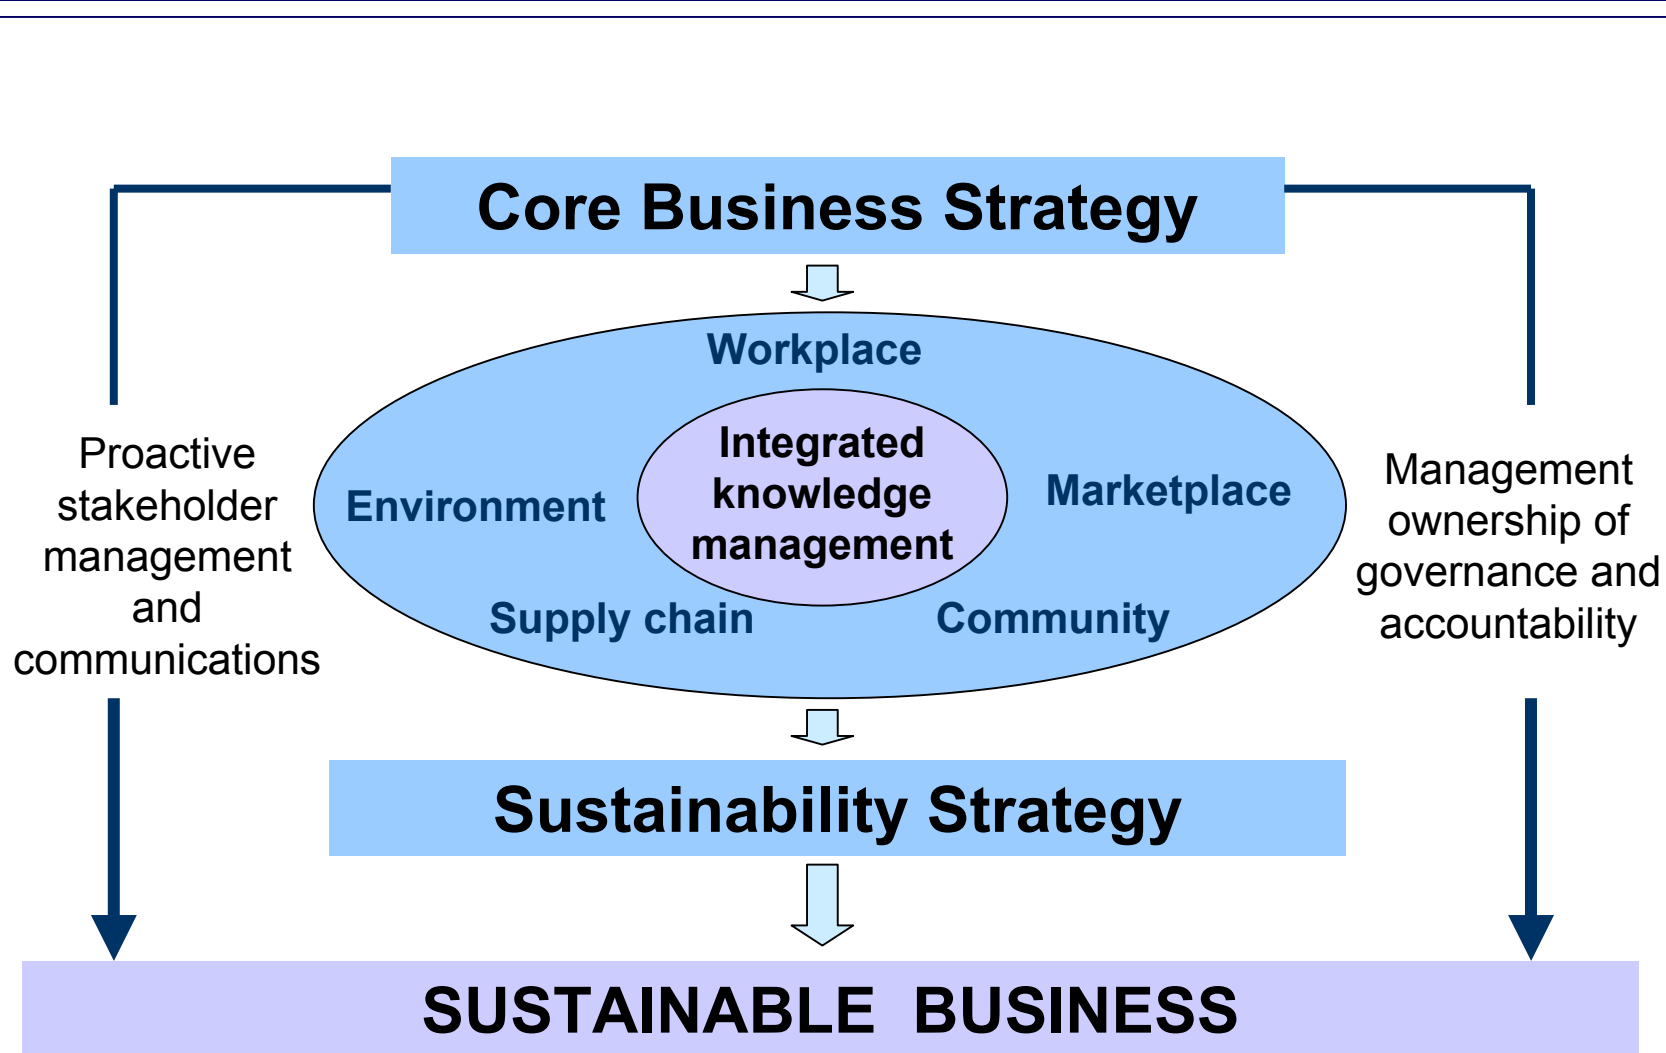 Core Business Strategy
Workplace
Integrated
knowledge
management
Environment
Marketplace
Supply chain
Community
Proactive
stakeholder
management
and
communications
Management
ownership of
governance and
accountability
Sustainability Strategy
SUSTAINABLE BUSINESS